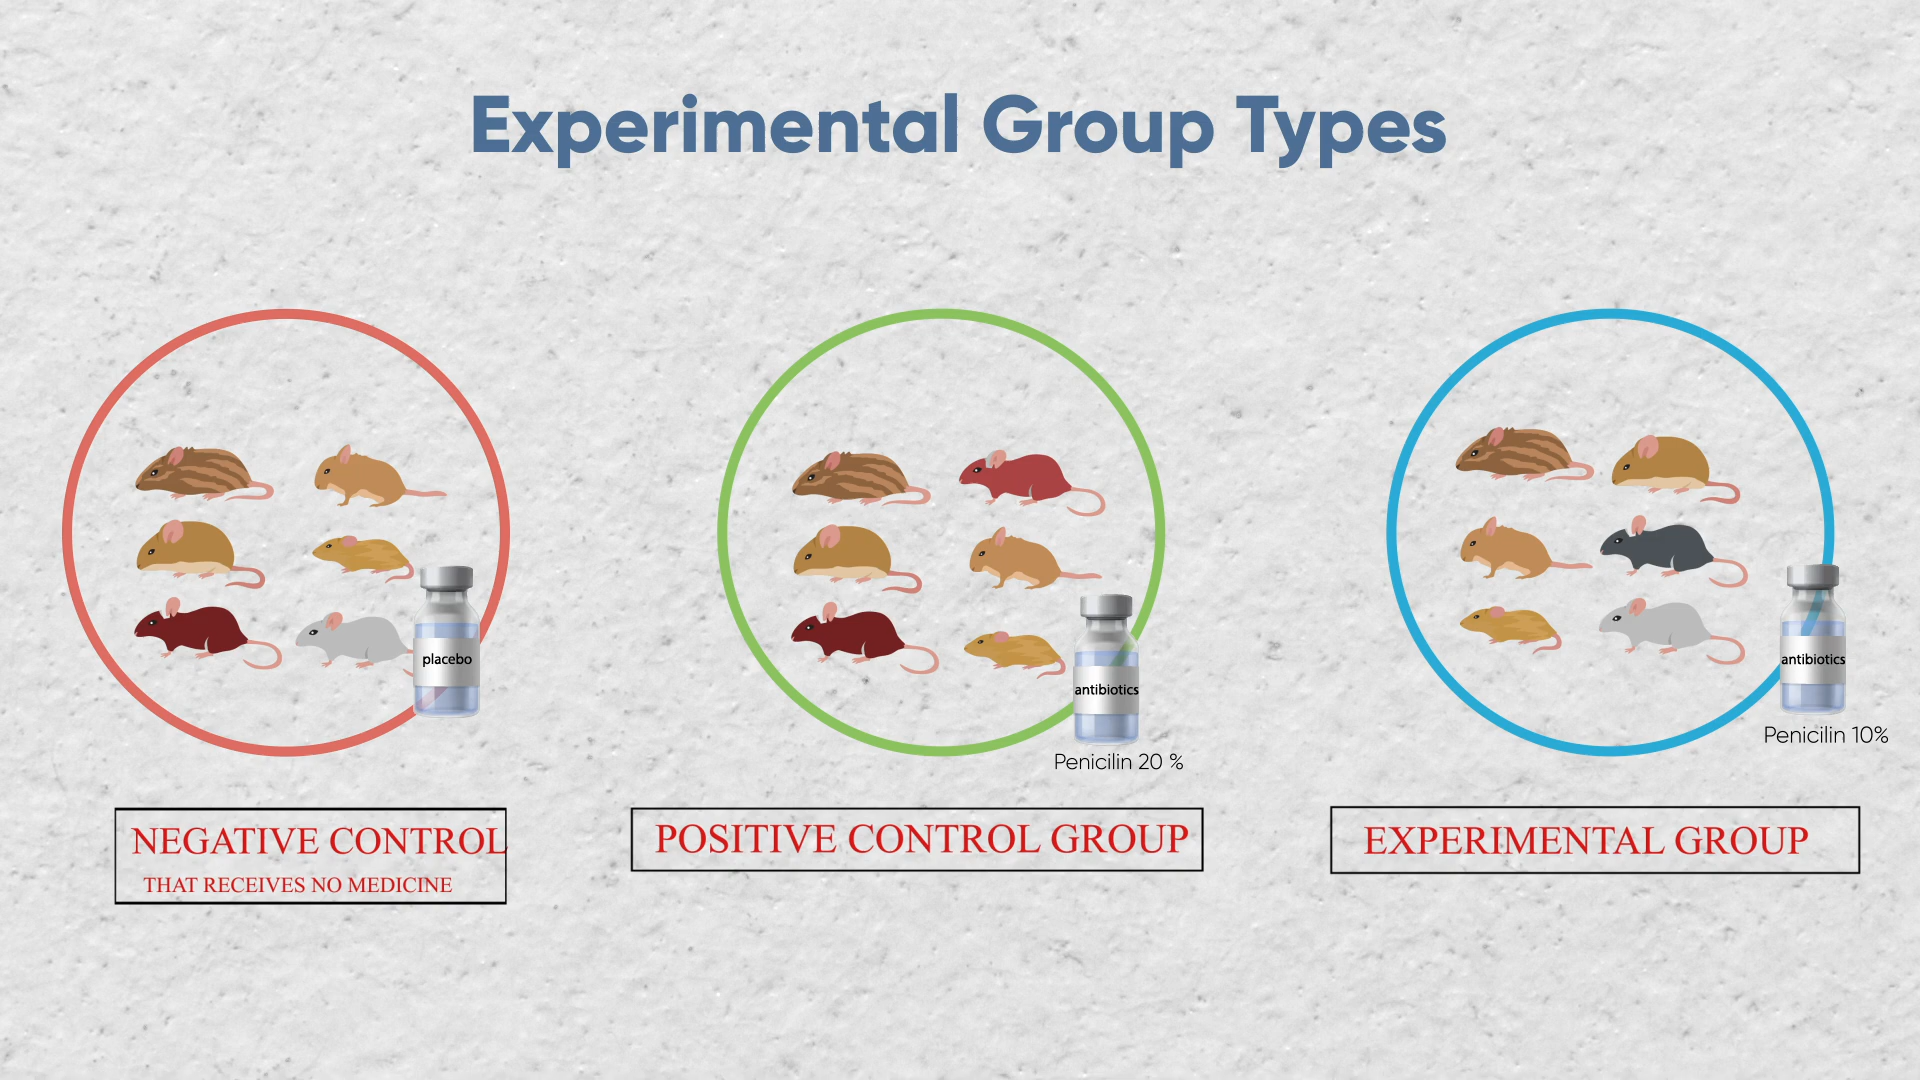 Experimental Group Types
placebo
antibiotics
Penicilin 20 %
antibiotics
Penicilin 10%
NEGATIVE CONTROL
THAT RECEIVES NO MEDICINE
POSITIVE CONTROL GROUP
EXPERIMENTAL GROUP